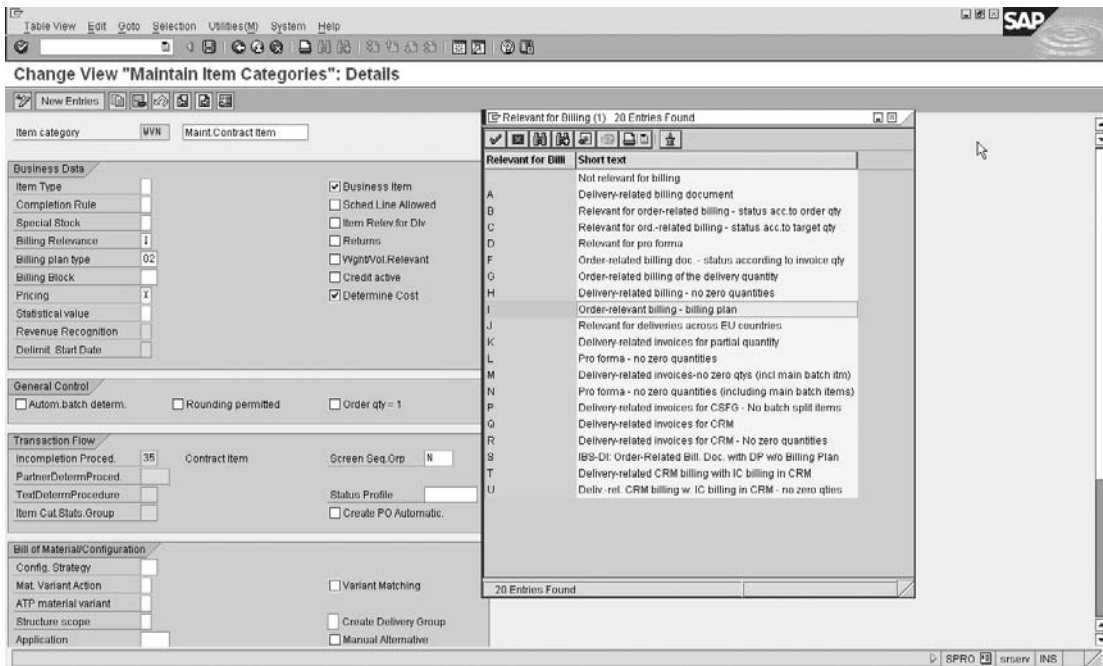 Table View Edit Goto Selection Utilities(M) System Help
SAP
Change View "Maintain Item Categories": Details
New Entries
Item category WVN Maint.Contract Item
Business Data
Item Type
Business Item
Completion Rule
Sched.Line Allowed
Special Stock
Item Relev.for Dlv
Billing Relevance I
Returns
Billing plan type 02
Wght/Vol.Relevant
Billing Block
Credit active
Pricing X
Determine Cost
Statistical value
Revenue Recognition
Delimit. Start Date
General Control
Autom.batch determ. Rounding permitted Order qty = 1
Transaction Flow
Incompletion Proced. 35 Contract Item Screen Seq.Grp N
PartnerDetermProced.
TextDetermProcedure Status Profile
Item Cat.Stats.Group Create PO Automatic.
Bill of Material/Configuration
Config. Strategy
Mat. Variant Action Variant Matching
ATP material variant
Structure scope Create Delivery Group
Application Manual Alternative
Relevant for Billing (1) 20 Entries Found
Relevant for Billi Short text
Not relevant for billing
A Delivery-related billing document
B Relevant for order-related billing - status acc.to order qty
C Relevant for ord.-related billing - status acc.to target qty
D Relevant for pro forma
F Order-related billing doc. - status according to invoice qty
G Order-related billing of the delivery quantity
H Delivery-related billing - no zero quantities
I Order-relevant billing - billing plan
J Relevant for deliveries across EU countries
K Delivery-related invoices for partial quantity
L Pro forma - no zero quantities
M Delivery-related invoices-no zero qtys (incl main batch itm)
N Pro forma - no zero quantities (including main batch items)
P Delivery-related invoices for CSFG - No batch split items
Q Delivery-related invoices for CRM
R Delivery-related invoices for CRM - No zero quantities
S IBS-DI: Order-Related Bill. Doc. with DP w/o Billing Plan
T Delivery-related CRM billing with IC billing in CRM
U Deliv.-rel. CRM billing w. IC billing in CRM - no zero qties
20 Entries Found
SPRO srserv INS